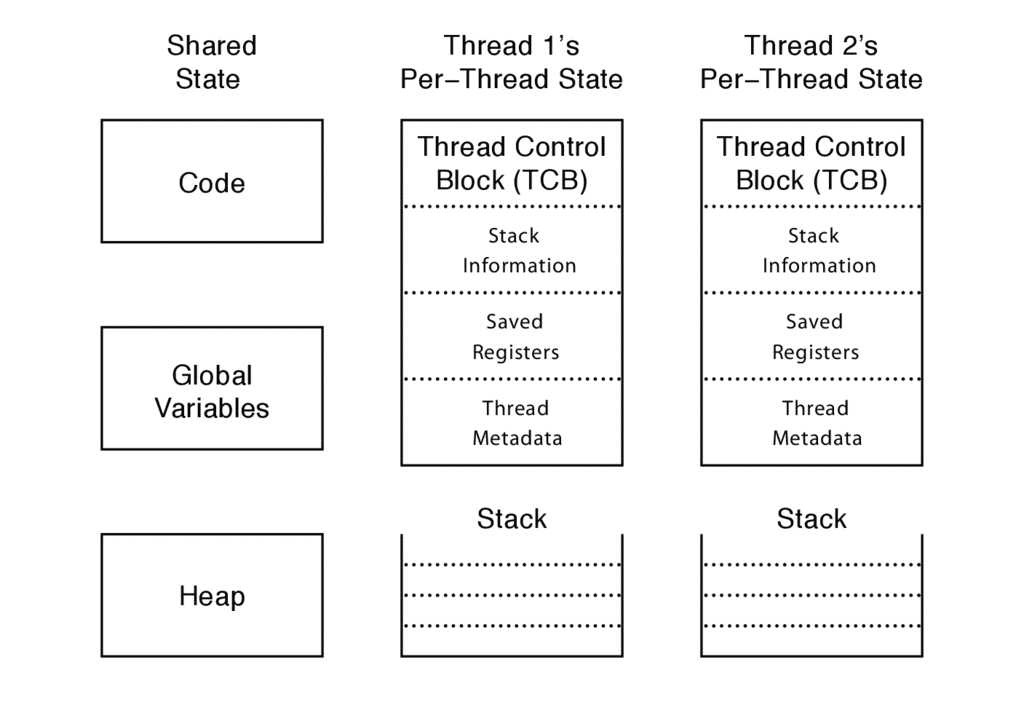 Shared
State
Thread 1’s
Per–Thread State
Thread 2’s
Per–Thread State
Code
Global
Variables
Heap
Thread Control
Block (TCB)
Stack
Information
Saved
Registers
Thread
Metadata
Stack
Thread Control
Block (TCB)
Stack
Information
Saved
Registers
Thread
Metadata
Stack